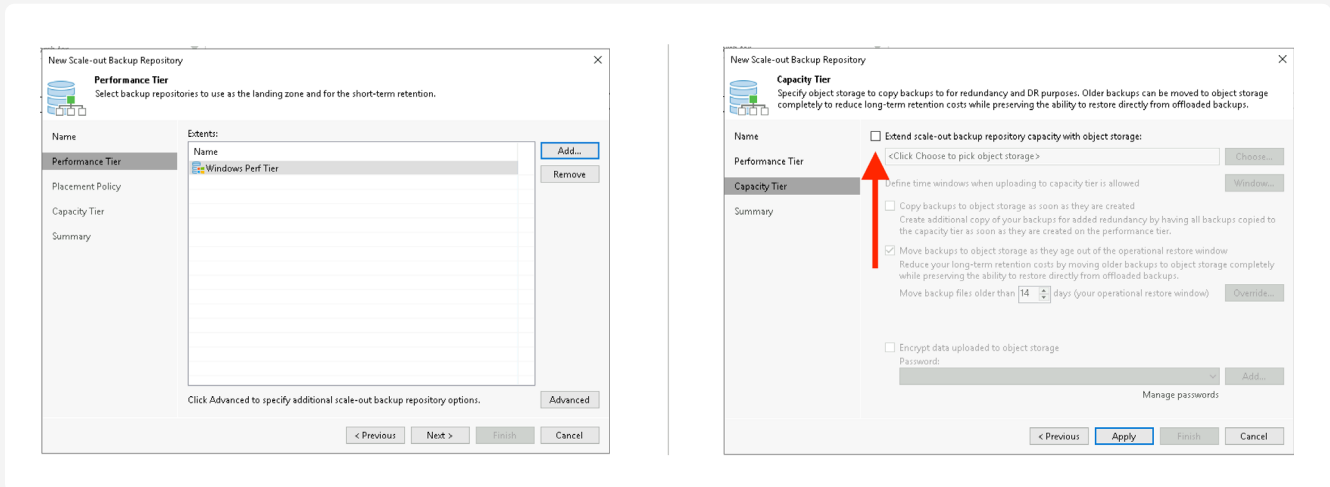 New Scale-out Backup Repository
Performance Tier
Select backup repositories to use as the landing zone and for the short-term retention.
Name
Performance Tier
Placement Policy
Capacity Tier
Summary
Extents:
Name
Windows Perf Tier
Add...
Remove
Click Advanced to specify additional scale-out backup repository options.
Advanced
< Previous
Next >
Finish
Cancel
New Scale-out Backup Repository
Capacity Tier
Specify object storage to copy backups to for redundancy and DR purposes. Older backups can be moved to object storage
completely to reduce long-term retention costs while preserving the ability to restore directly from offloaded backups.
Name
Performance Tier
Capacity Tier
Summary
Extend scale-out backup repository capacity with object storage:
<Click Choose to pick object storage>
Choose...
Define time windows when uploading to capacity tier is allowed
Window...
Copy backups to object storage as soon as they are created
Create additional copy of your backups for added redundancy by having all backups copied to
the capacity tier as soon as they are created on the performance tier.
Move backups to object storage as they age out of the operational restore window
Reduce your long-term retention costs by moving older backups to object storage completely
while preserving the ability to restore directly from offloaded backups.
Move backup files older than 14 days (your operational restore window)
Override...
Encrypt data uploaded to object storage
Password:
Add...
Manage passwords
< Previous
Apply
Finish
Cancel